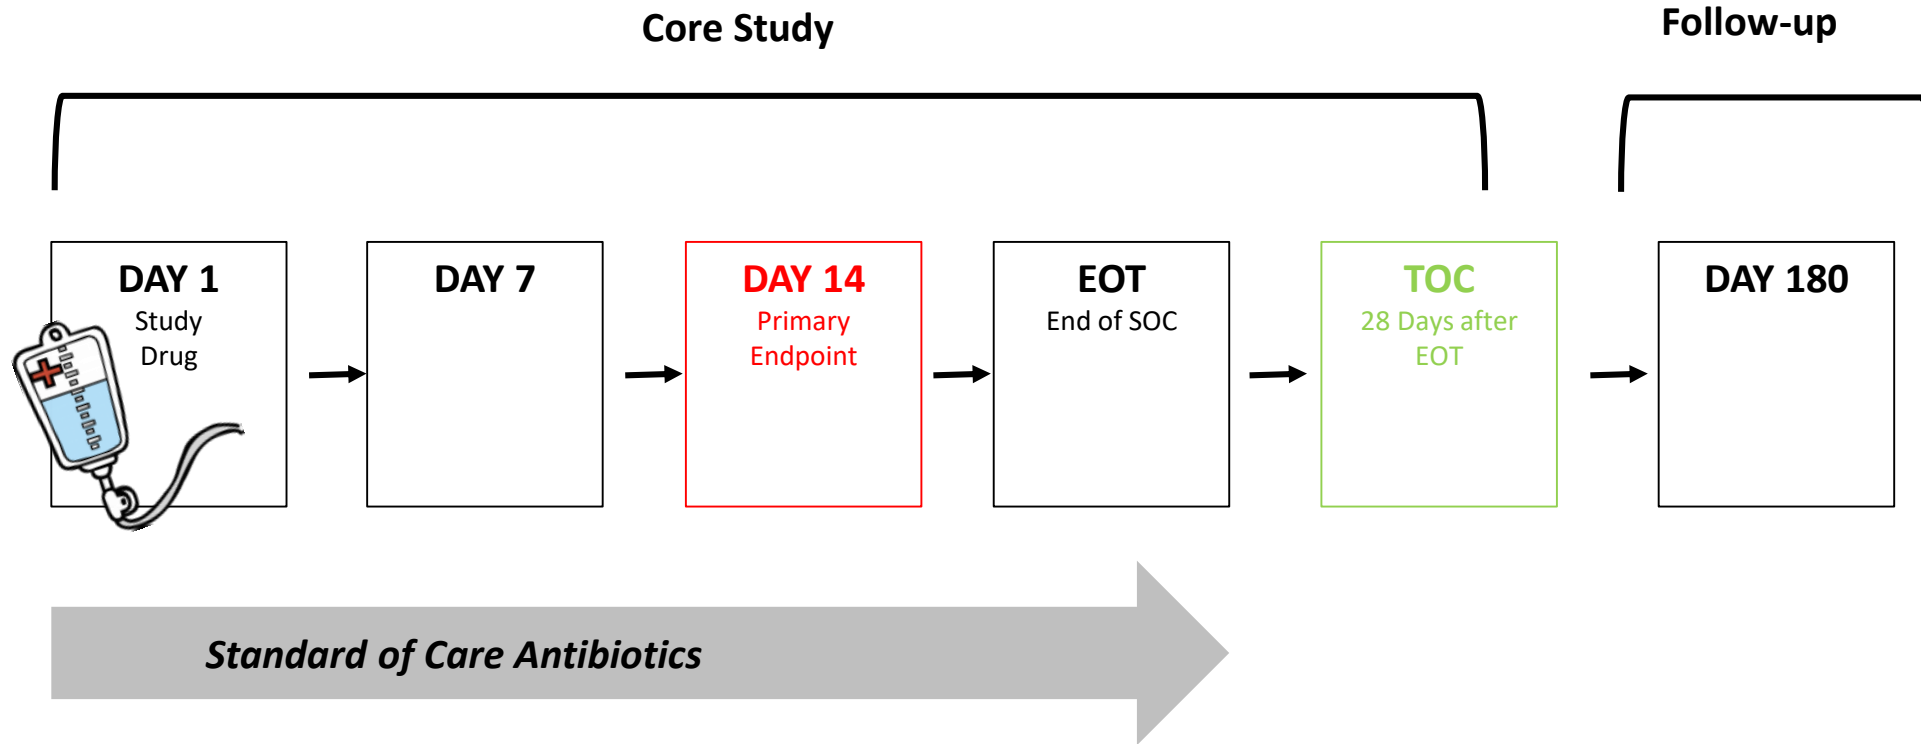 Core Study
Follow-up
DAY 1
Study
Drug
DAY 7
DAY 14
Primary
Endpoint
EOT
End of SOC
TOC
28 Days after
EOT
DAY 180
Standard of Care Antibiotics